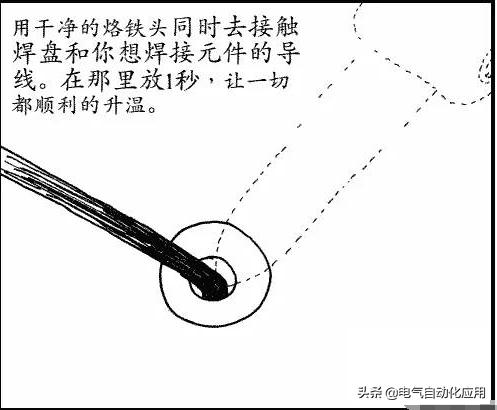 用干净的烙铁头同时去接触
焊盘和你想焊接元件的导
线。在那里放1秒，让一切
都顺利的升温。
头条 @电气自动化应用